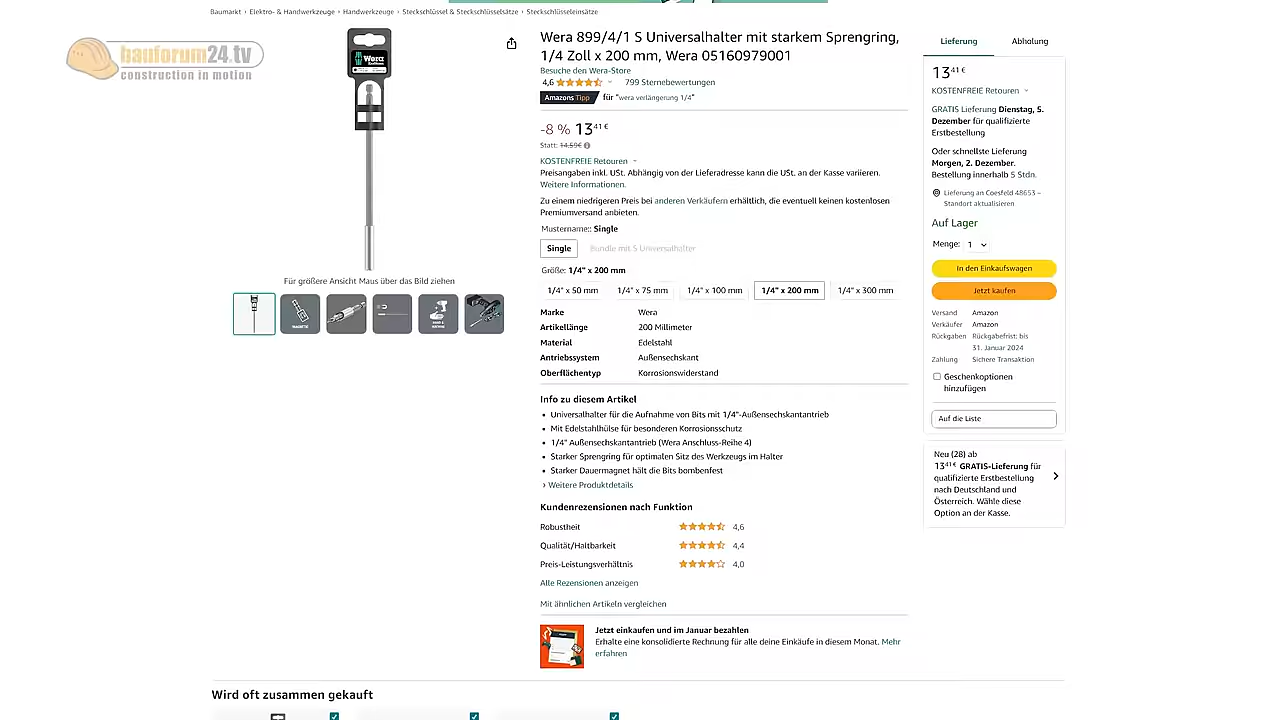 Baumarkt › Elektro- & Handwerkzeuge › Handwerkzeuge › Steckschlüssel & Steckschlüsselsätze › Steckschlüsseleinsätze
bauforum24.tv
construction in motion
Wera
MAGNETIC
Für größere Ansicht Maus über das Bild ziehen
Wera 899/4/1 S Universalhalter mit starkem Sprengring,
1/4 Zoll x 200 mm, Wera 05160979001
Besuche den Wera-Store
4,6 799 Sternebewertungen
Amazons Tipp für "wera verlängerung 1/4"
-8 % 13 41 €
Statt: 14,59€
KOSTENFREIE Retouren
Preisangaben inkl. USt. Abhängig von der Lieferadresse kann die USt. an der Kasse variieren.
Weitere Informationen.
Zu einem niedrigeren Preis bei anderen Verkäufern erhältlich, die eventuell keinen kostenlosen
Premiumversand anbieten.
Mustername:: Single
Single Bundle mit S Universalhalter
Größe: 1/4" x 200 mm
1/4" x 50 mm 1/4" x 75 mm 1/4" x 100 mm 1/4" x 200 mm 1/4" x 300 mm
Marke Wera
Artikellänge 200 Millimeter
Material Edelstahl
Antriebssystem Außensechskant
Oberflächentyp Korrosionswiderstand
Info zu diesem Artikel
• Universalhalter für die Aufnahme von Bits mit 1/4"-Außensechskantantrieb
• Mit Edelstahlhülse für besonderen Korrosionsschutz
• 1/4" Außensechskantantrieb (Wera Anschluss-Reihe 4)
• Starker Sprengring für optimalen Sitz des Werkzeugs im Halter
• Starker Dauermagnet hält die Bits bombenfest
› Weitere Produktdetails
Kundenrezensionen nach Funktion
Robustheit 4,6
Qualität/Haltbarkeit 4,4
Preis-Leistungsverhältnis 4,0
Alle Rezensionen anzeigen
Mit ähnlichen Artikeln vergleichen
Jetzt einkaufen und im Januar bezahlen
Erhalte eine konsolidierte Rechnung für alle deine Einkäufe in diesem Monat. Mehr
erfahren
Lieferung Abholung
13 41 €
KOSTENFREIE Retouren
GRATIS Lieferung Dienstag, 5.
Dezember für qualifizierte
Erstbestellung
Oder schnellste Lieferung
Morgen, 2. Dezember.
Bestellung innerhalb 5 Stdn.
Lieferung an Coesfeld 48653 –
Standort aktualisieren
Auf Lager
Menge: 1
In den Einkaufswagen
Jetzt kaufen
Versand Amazon
Verkäufer Amazon
Rückgaben Rückgabefrist: bis
31. Januar 2024
Zahlung Sichere Transaktion
Geschenkoptionen
hinzufügen
Auf die Liste
Neu (28) ab
13 41 € GRATIS-Lieferung für
qualifizierte Erstbestellung
nach Deutschland und
Österreich. Wähle diese
Option an der Kasse.
Wird oft zusammen gekauft